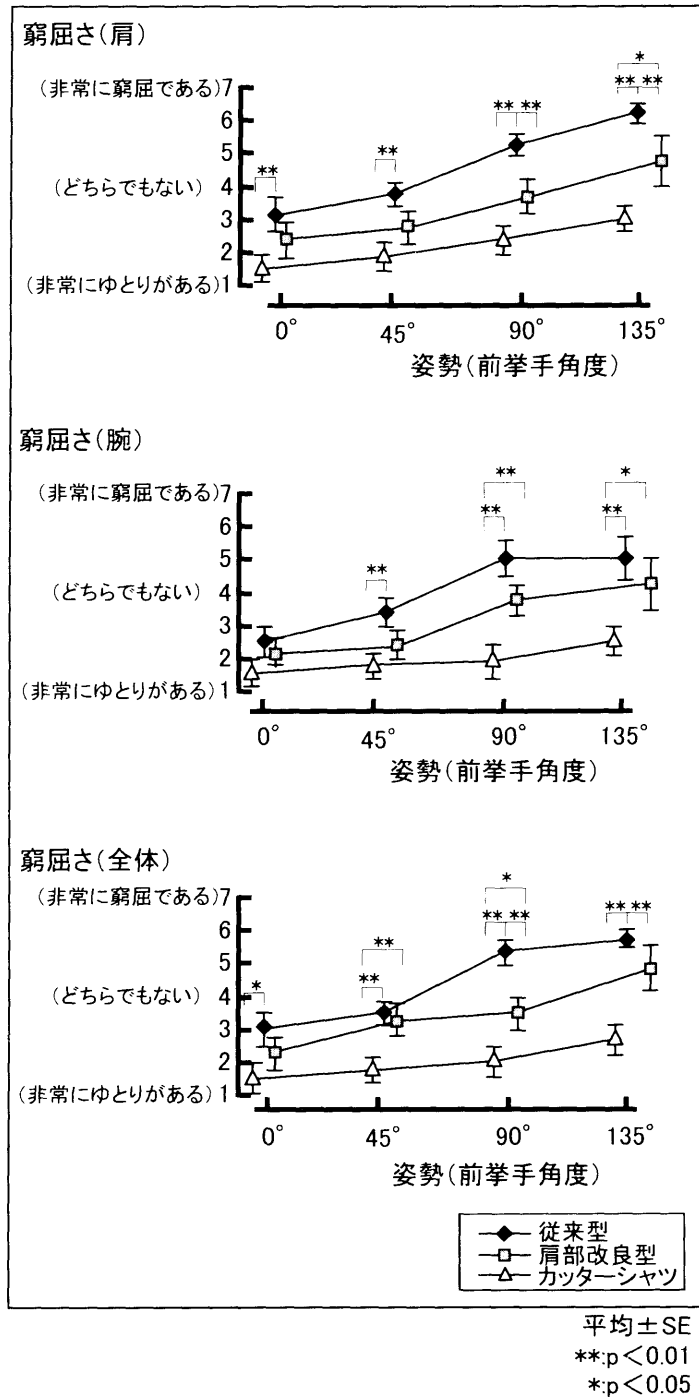 窮屈さ(肩)
(非常に窮屈である)7
6
5
(どちらでもない) 4
3
2
(非常にゆとりがある)1
** ** ** ** * ** **
0° 45° 90° 135°
姿勢(前挙手角度)
窮屈さ(腕)
(非常に窮屈である)7
6
5
(どちらでもない) 4
3
2
(非常にゆとりがある)1
** ** ** * **
0° 45° 90° 135°
姿勢(前挙手角度)
窮屈さ(全体)
(非常に窮屈である)7
6
5
(どちらでもない) 4
3
2
(非常にゆとりがある)1
* ** ** * ** ** ** **
0° 45° 90° 135°
姿勢(前挙手角度)
従来型
肩部改良型
カッターシャツ
平均±SE
**:p<0.01
*:p<0.05